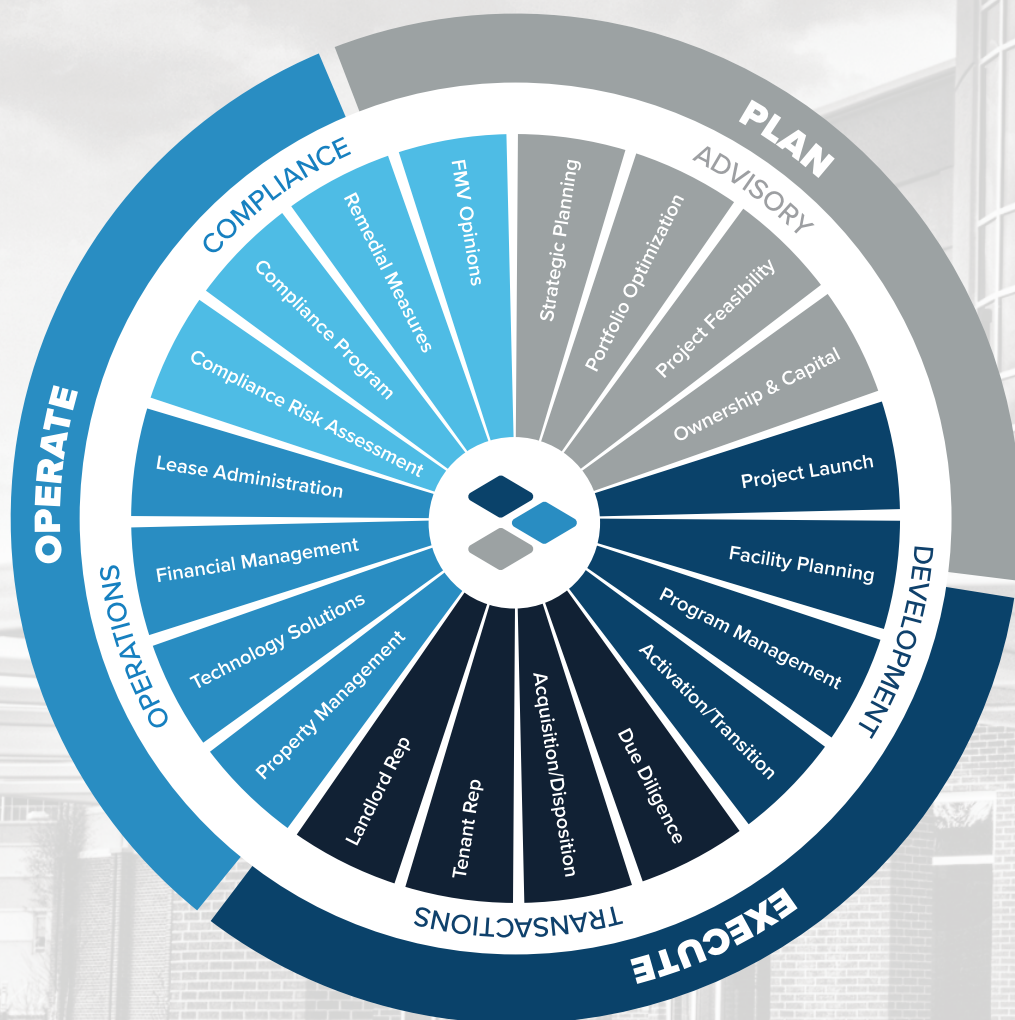 PLAN
ADVISORY
Strategic Planning
Portfolio Optimization
Project Feasibility
Ownership & Capital
EXECUTE
DEVELOPMENT
Project Launch
Facility Planning
Program Management
Activation/Transition
TRANSACTIONS
Due Diligence
Acquisition/Disposition
Tenant Rep
Landlord Rep
OPERATE
OPERATIONS
Property Management
Technology Solutions
Financial Management
Lease Administration
COMPLIANCE
Compliance Risk Assessment
Compliance Program
Remedial Measures
FMV Opinions